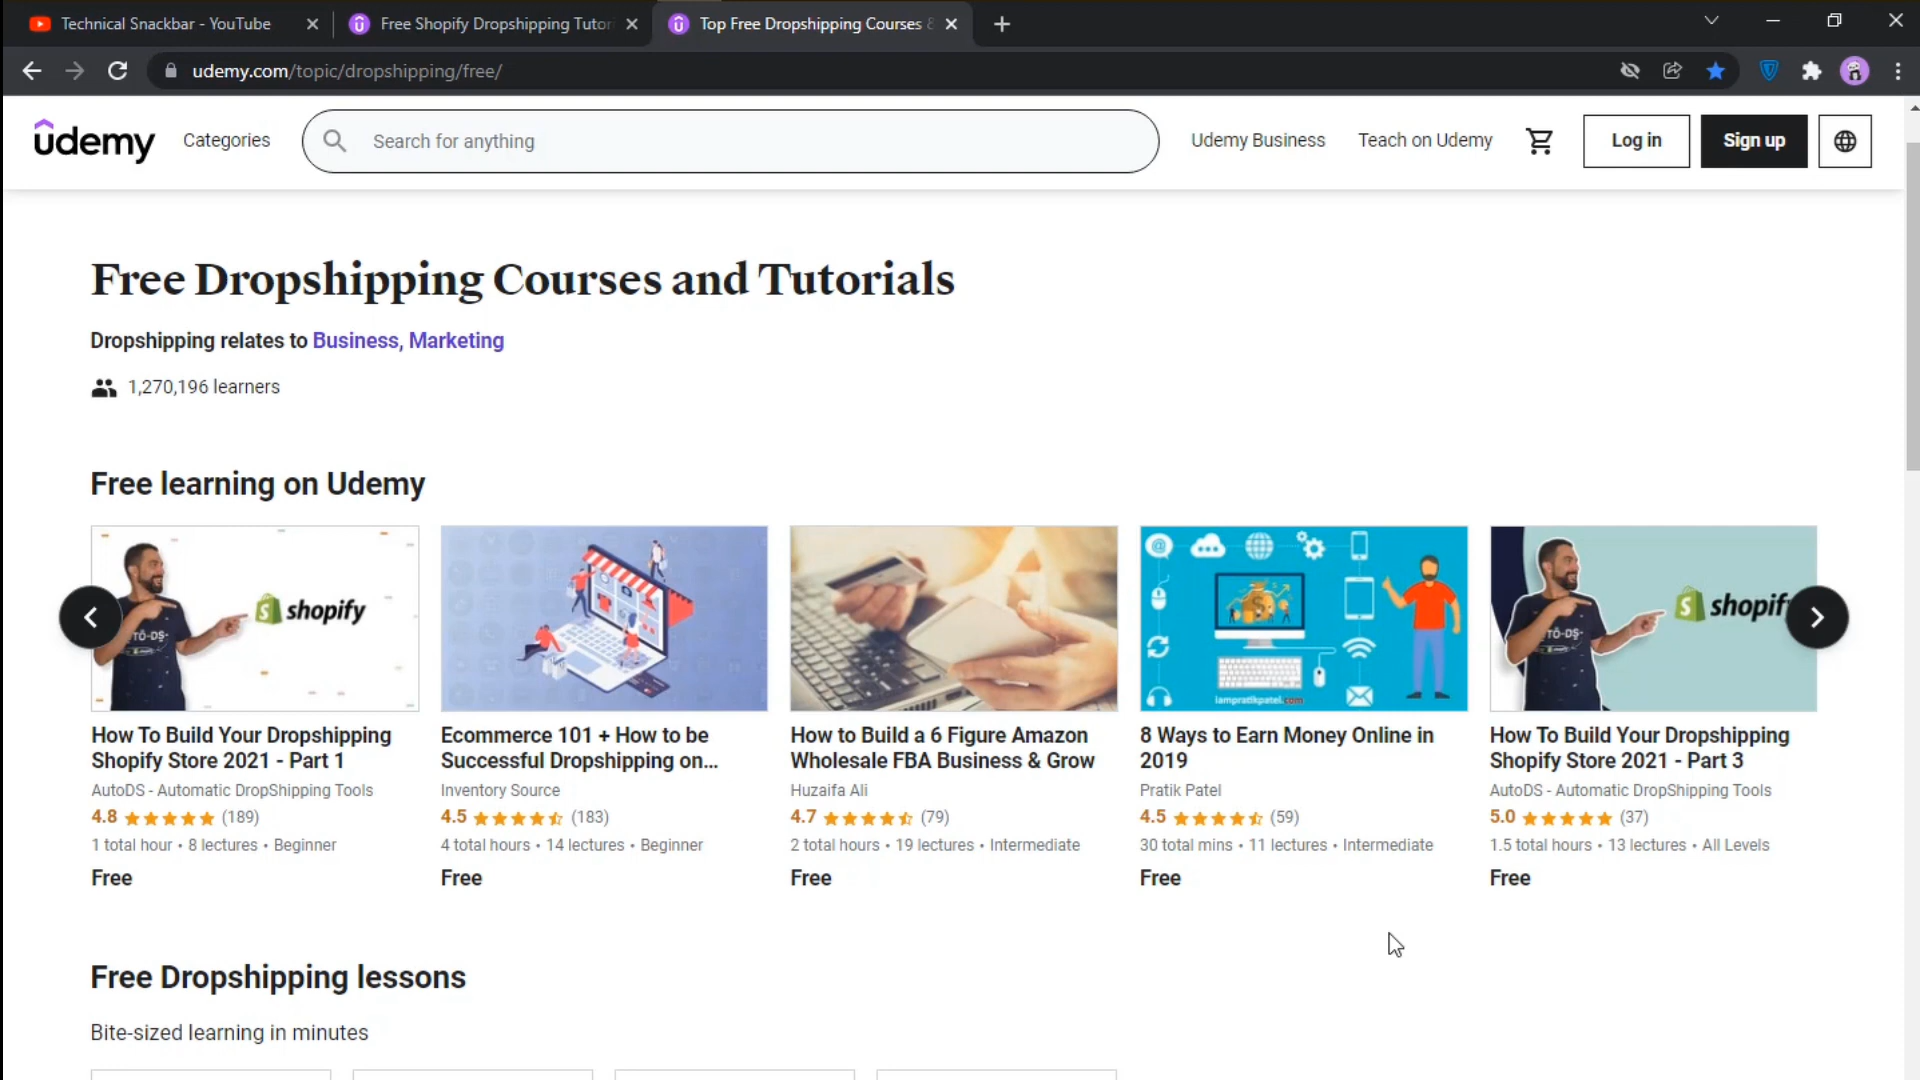 Technical Snackbar - YouTube
Free Shopify Dropshipping Tutor
Top Free Dropshipping Courses &
udemy.com/topic/dropshipping/free/
udemy
Categories
Search for anything
Udemy Business
Teach on Udemy
Log in
Sign up
Free Dropshipping Courses and Tutorials
Dropshipping relates to Business, Marketing
1,270,196 learners
Free learning on Udemy
TO-DS-
shopify
How To Build Your Dropshipping
Shopify Store 2021 - Part 1
AutoDS - Automatic DropShipping Tools
4.8 (189)
1 total hour • 8 lectures • Beginner
Free
Ecommerce 101 + How to be
Successful Dropshipping on...
Inventory Source
4.5 (183)
4 total hours • 14 lectures • Beginner
Free
How to Build a 6 Figure Amazon
Wholesale FBA Business & Grow
Huzaifa Ali
4.7 (79)
2 total hours • 19 lectures • Intermediate
Free
Iampratikpatel.com
8 Ways to Earn Money Online in
2019
Pratik Patel
4.5 (59)
30 total mins • 11 lectures • Intermediate
Free
TO-DS-
shopify
How To Build Your Dropshipping
Shopify Store 2021 - Part 3
AutoDS - Automatic DropShipping Tools
5.0 (37)
1.5 total hours • 13 lectures • All Levels
Free
Free Dropshipping lessons
Bite-sized learning in minutes